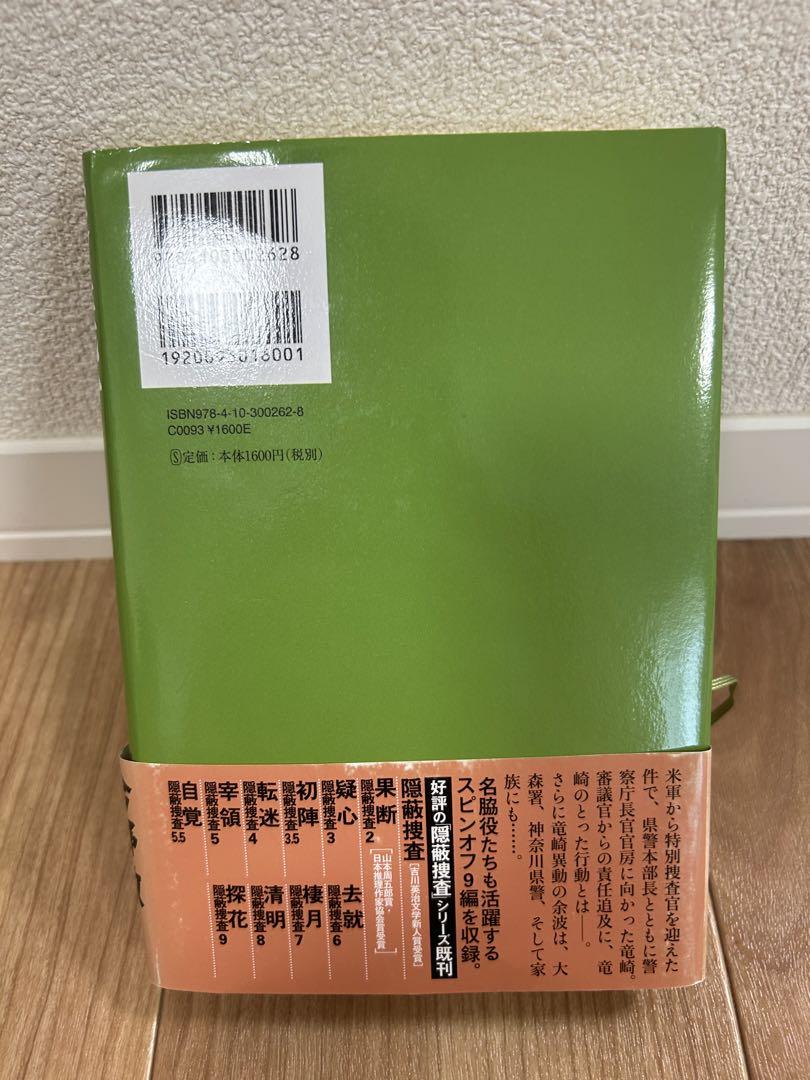 1920093016001
ISBN978-4-10-300262-8
C0093 ¥1600E
Ⓢ定価：本体1600円（税別）
米軍から特別捜査官を迎えた
件で、県警本部長とともに警
察庁長官官房に向かった竜崎。
審議官からの責任追及に、竜
崎のとった行動とは――。
さらに竜崎異動の余波は、大
森署、神奈川県警、そして家
族にも……。
名脇役たちも活躍する
スピンオフ9編を収録。
好評の「隠蔽捜査」シリーズ既刊
隠蔽捜査［吉川英治文学新人賞受賞］
果断 隠蔽捜査2［山本周五郎賞・日本推理作家協会賞受賞］
疑心 隠蔽捜査3
初陣 隠蔽捜査3.5
転迷 隠蔽捜査4
宰領 隠蔽捜査5
自覚 隠蔽捜査5.5
去就 隠蔽捜査6
棲月 隠蔽捜査7
清明 隠蔽捜査8
探花 隠蔽捜査9